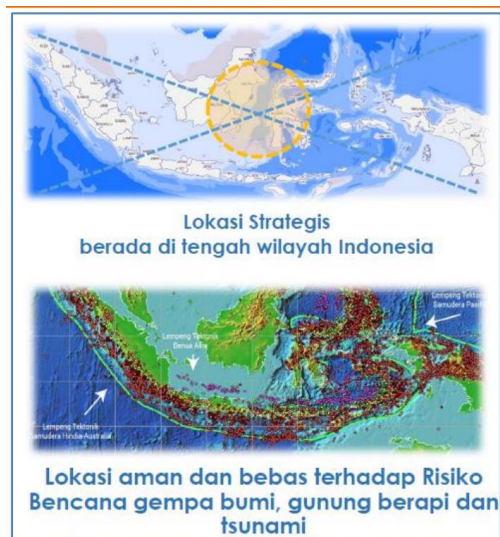 Lokasi Strategis
berada di tengah wilayah Indonesia
Lempeng Tektonik
Samudera Pasifi
Lempeng Tektonik
Benua Asia
Lempeng Tektonik
Samudera Hindia-Australia
Lokasi aman dan bebas terhadap Risiko
Bencana gempa bumi, gunung berapi dan
tsunami